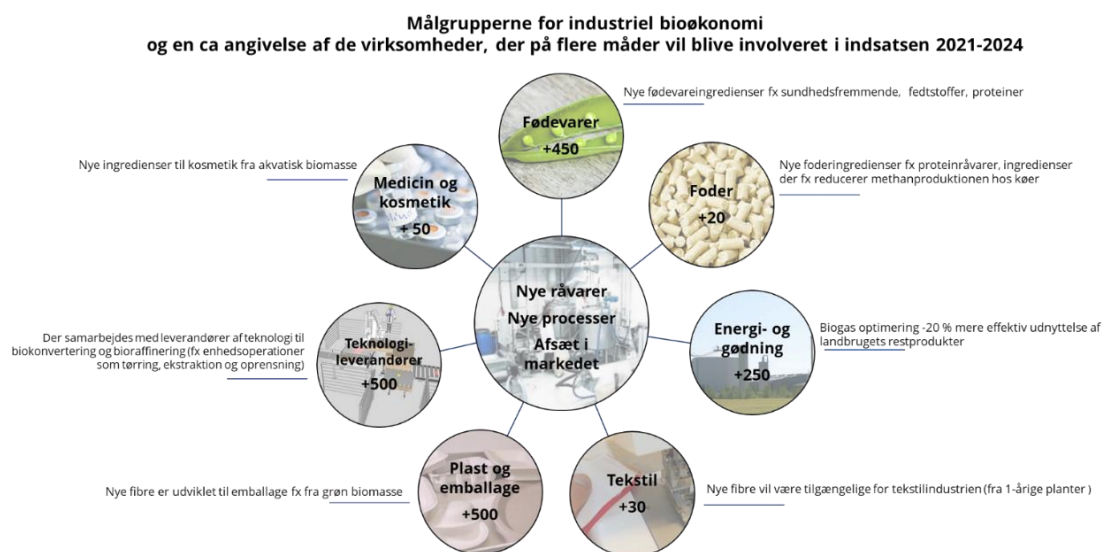 Målgrupperne for industriel bioøkonomi
og en ca angivelse af de virksomheder, der på flere måder vil blive involveret i indsatsen 2021-2024
Fødevarer
+450
Nye fødevareingredienser fx sundhedsfremmende, fedtstoffer, proteiner
Foder
+20
Nye foderingredienser fx proteinråvarer, ingredienser
der fx reducerer methanproduktionen hos køer
Energi- og
gødning
+250
Biogas optimering -20 % mere effektiv udnyttelse af
landbrugets restprodukter
Tekstil
+30
Nye fibre vil være tilgængelige for tekstilindustrien (fra 1-årige planter )
Plast og
emballage
+500
Nye fibre er udviklet til emballage fx fra grøn biomasse
Teknologi-
leverandører
+500
Der samarbejdes med leverandører af teknologi til
biokonvertering og bioraffinering (fx enhedsoperationer
som tørring, ekstraktion og oprensning)
Medicin og
kosmetik
+ 50
Nye ingredienser til kosmetik fra akvatisk biomasse
Nye råvarer
Nye processer
Afsæt i
markedet